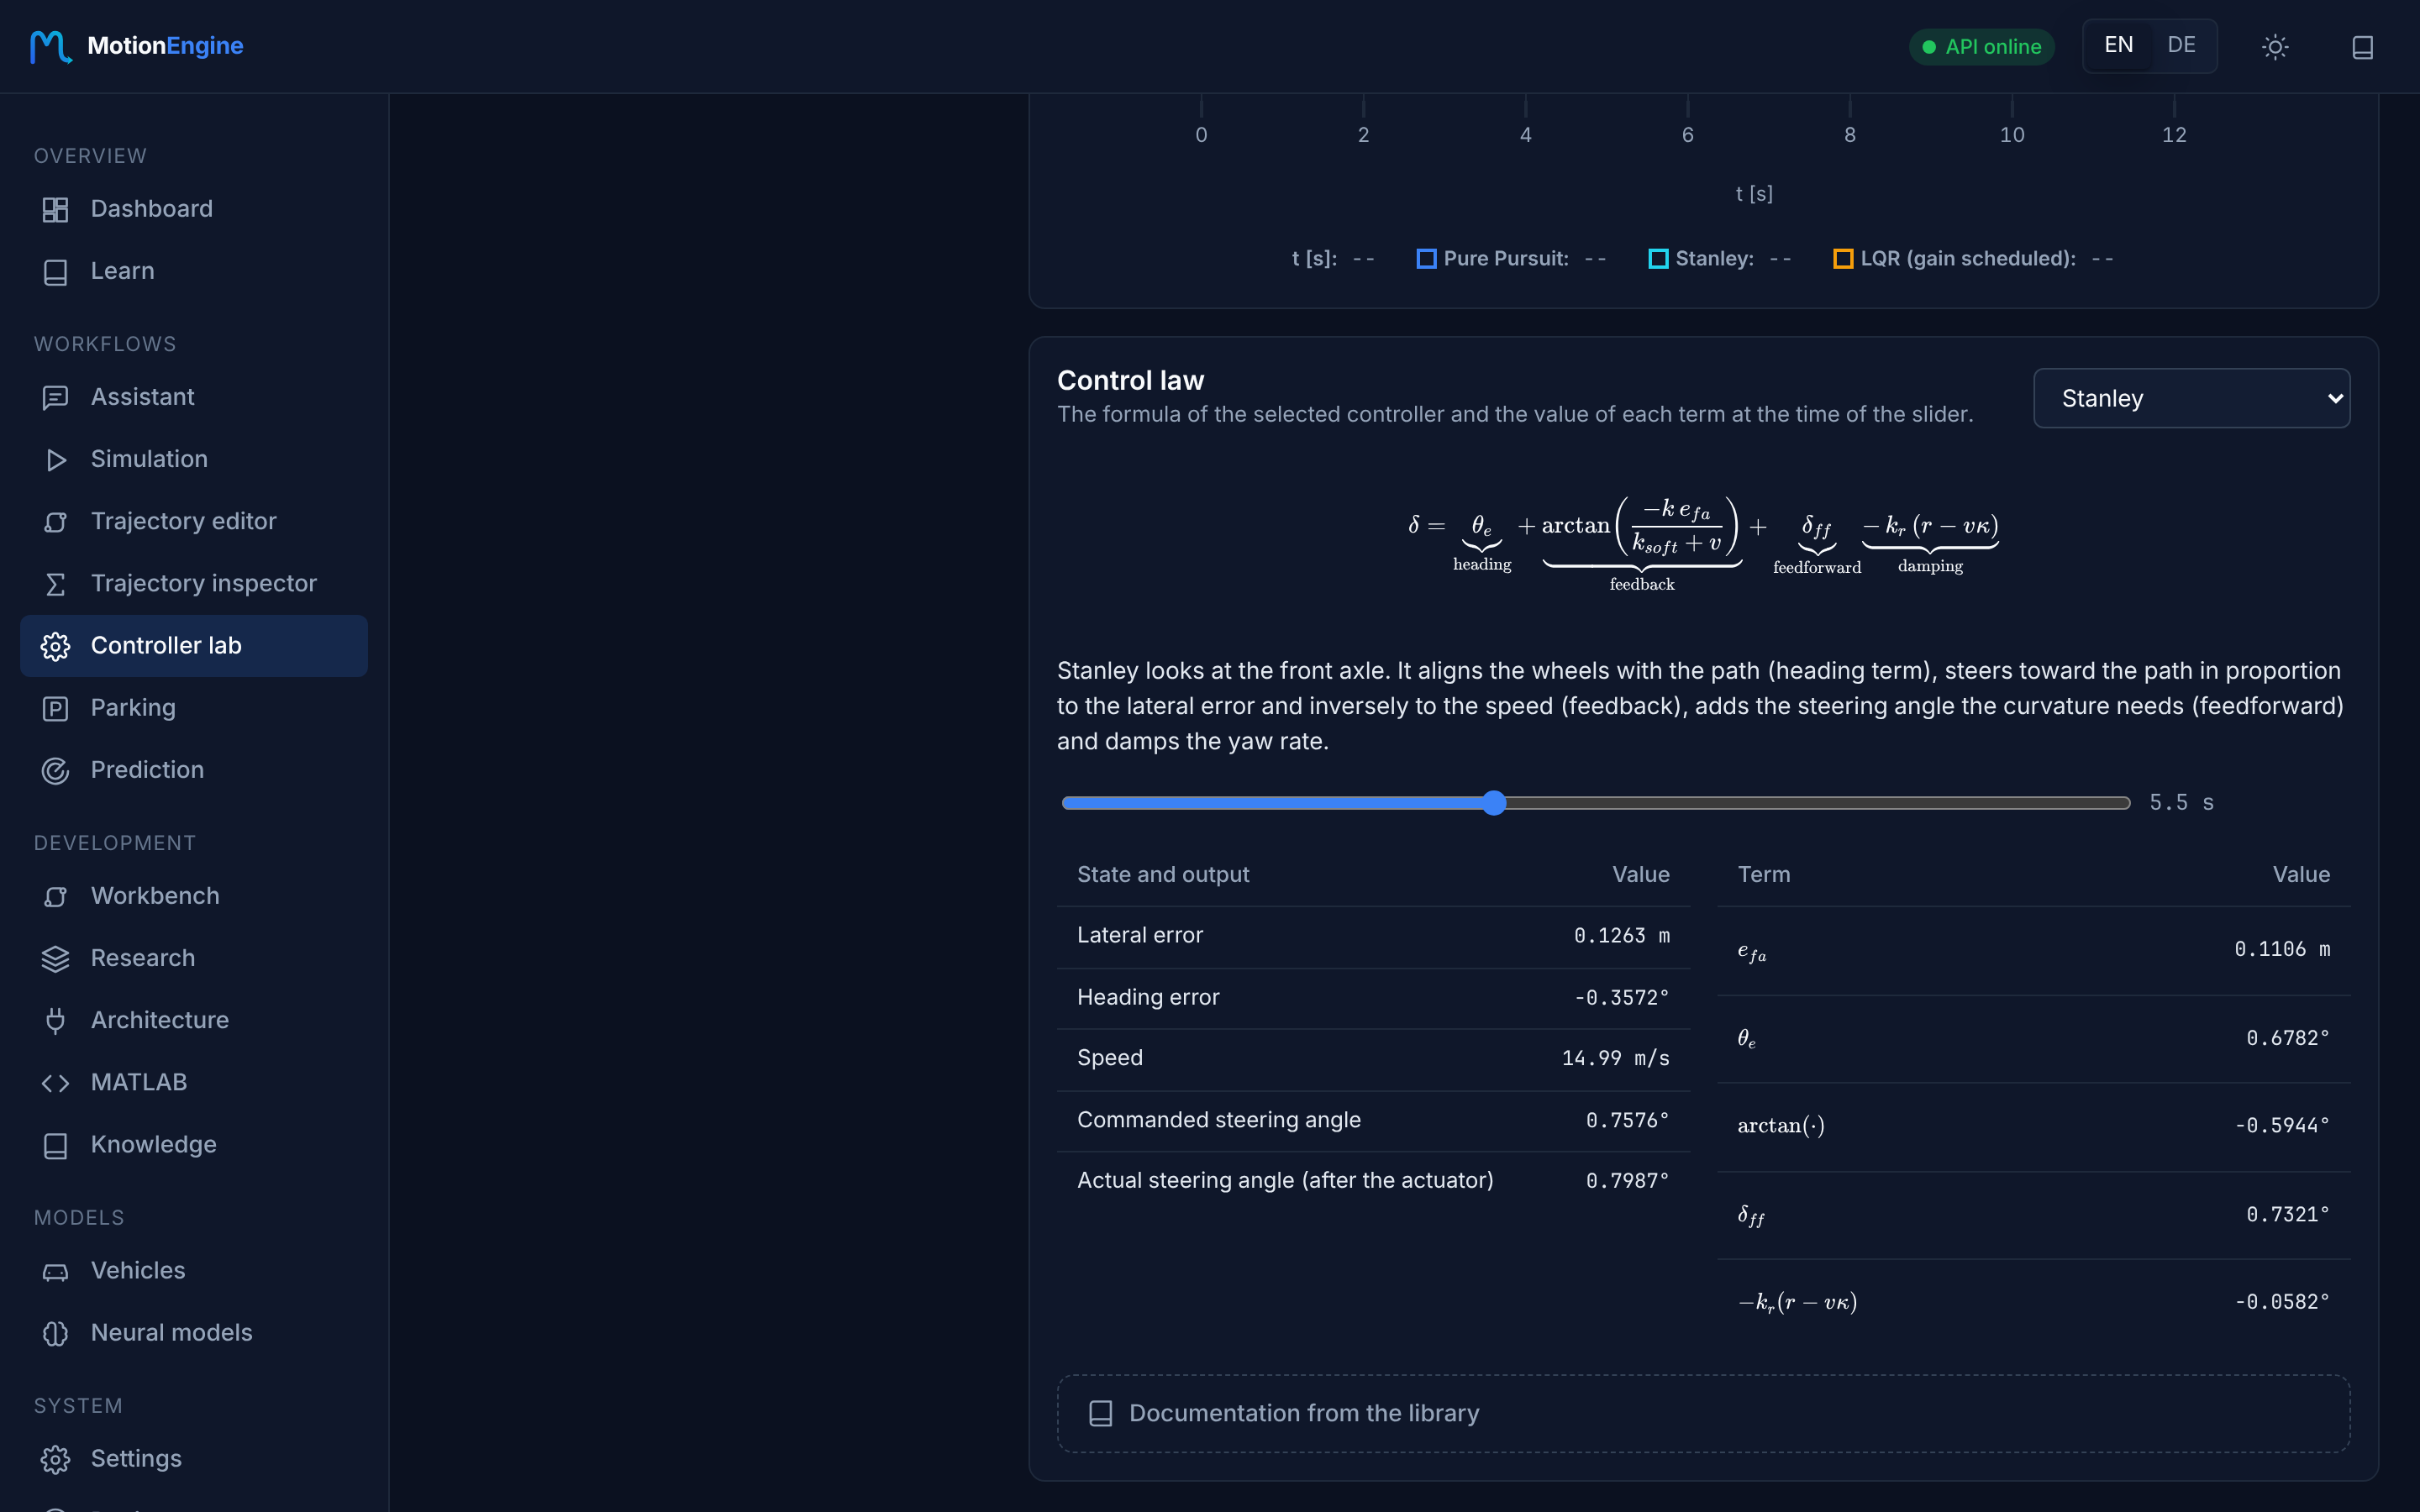 MotionEngine
API online
EN DE
OVERVIEW
Dashboard
Learn
WORKFLOWS
Assistant
Simulation
Trajectory editor
Trajectory inspector
Controller lab
Parking
Prediction
DEVELOPMENT
Workbench
Research
Architecture
MATLAB
Knowledge
MODELS
Vehicles
Neural models
SYSTEM
Settings
0 2 4 6 8 10 12
t [s]
t [s]: -- Pure Pursuit: -- Stanley: -- LQR (gain scheduled): --
Control law
The formula of the selected controller and the value of each term at the time of the slider.
Stanley
δ = θ_e + arctan(−k e_fa / (k_soft + v)) + δ_ff − k_r (r − vκ)
heading feedback feedforward damping
Stanley looks at the front axle. It aligns the wheels with the path (heading term), steers toward the path in proportion
to the lateral error and inversely to the speed (feedback), adds the steering angle the curvature needs (feedforward)
and damps the yaw rate.
5.5 s
State and output Value
Lateral error 0.1263 m
Heading error -0.3572°
Speed 14.99 m/s
Commanded steering angle 0.7576°
Actual steering angle (after the actuator) 0.7987°
Term Value
e_fa 0.1106 m
θ_e 0.6782°
arctan(·) -0.5944°
δ_ff 0.7321°
−k_r(r − vκ) -0.0582°
Documentation from the library